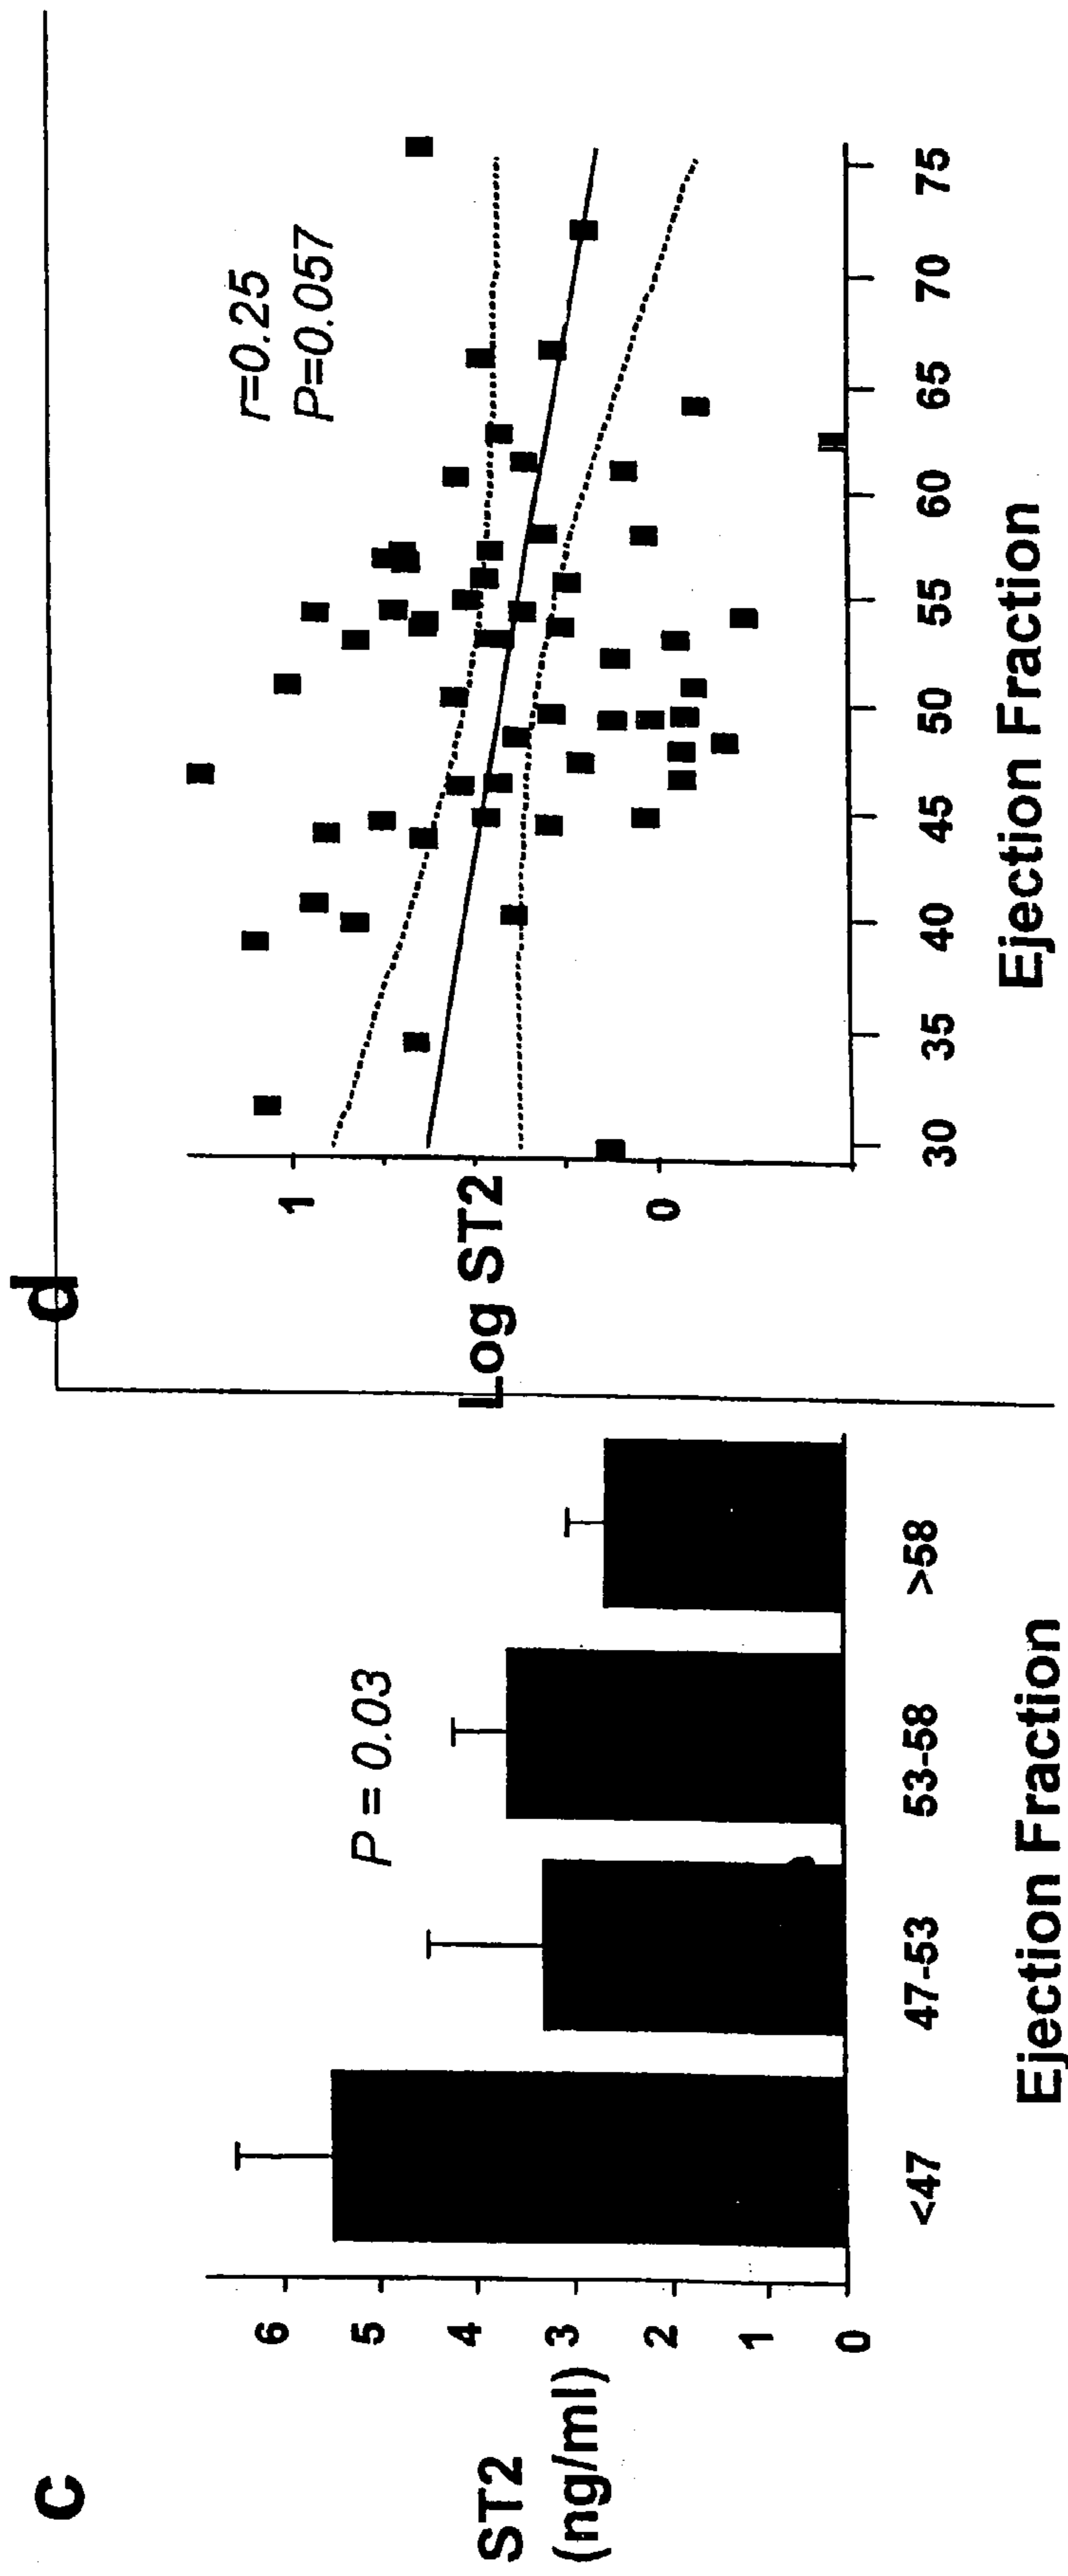 c
ST2
(ng/ml)
6
5
4
3
2
1
0
P = 0.03
<47
47-53
53-58
>58
Ejection Fraction
d
Log ST2
1
0
r=0.25
P=0.057
30
35
40
45
50
55
60
65
70
75
Ejection Fraction